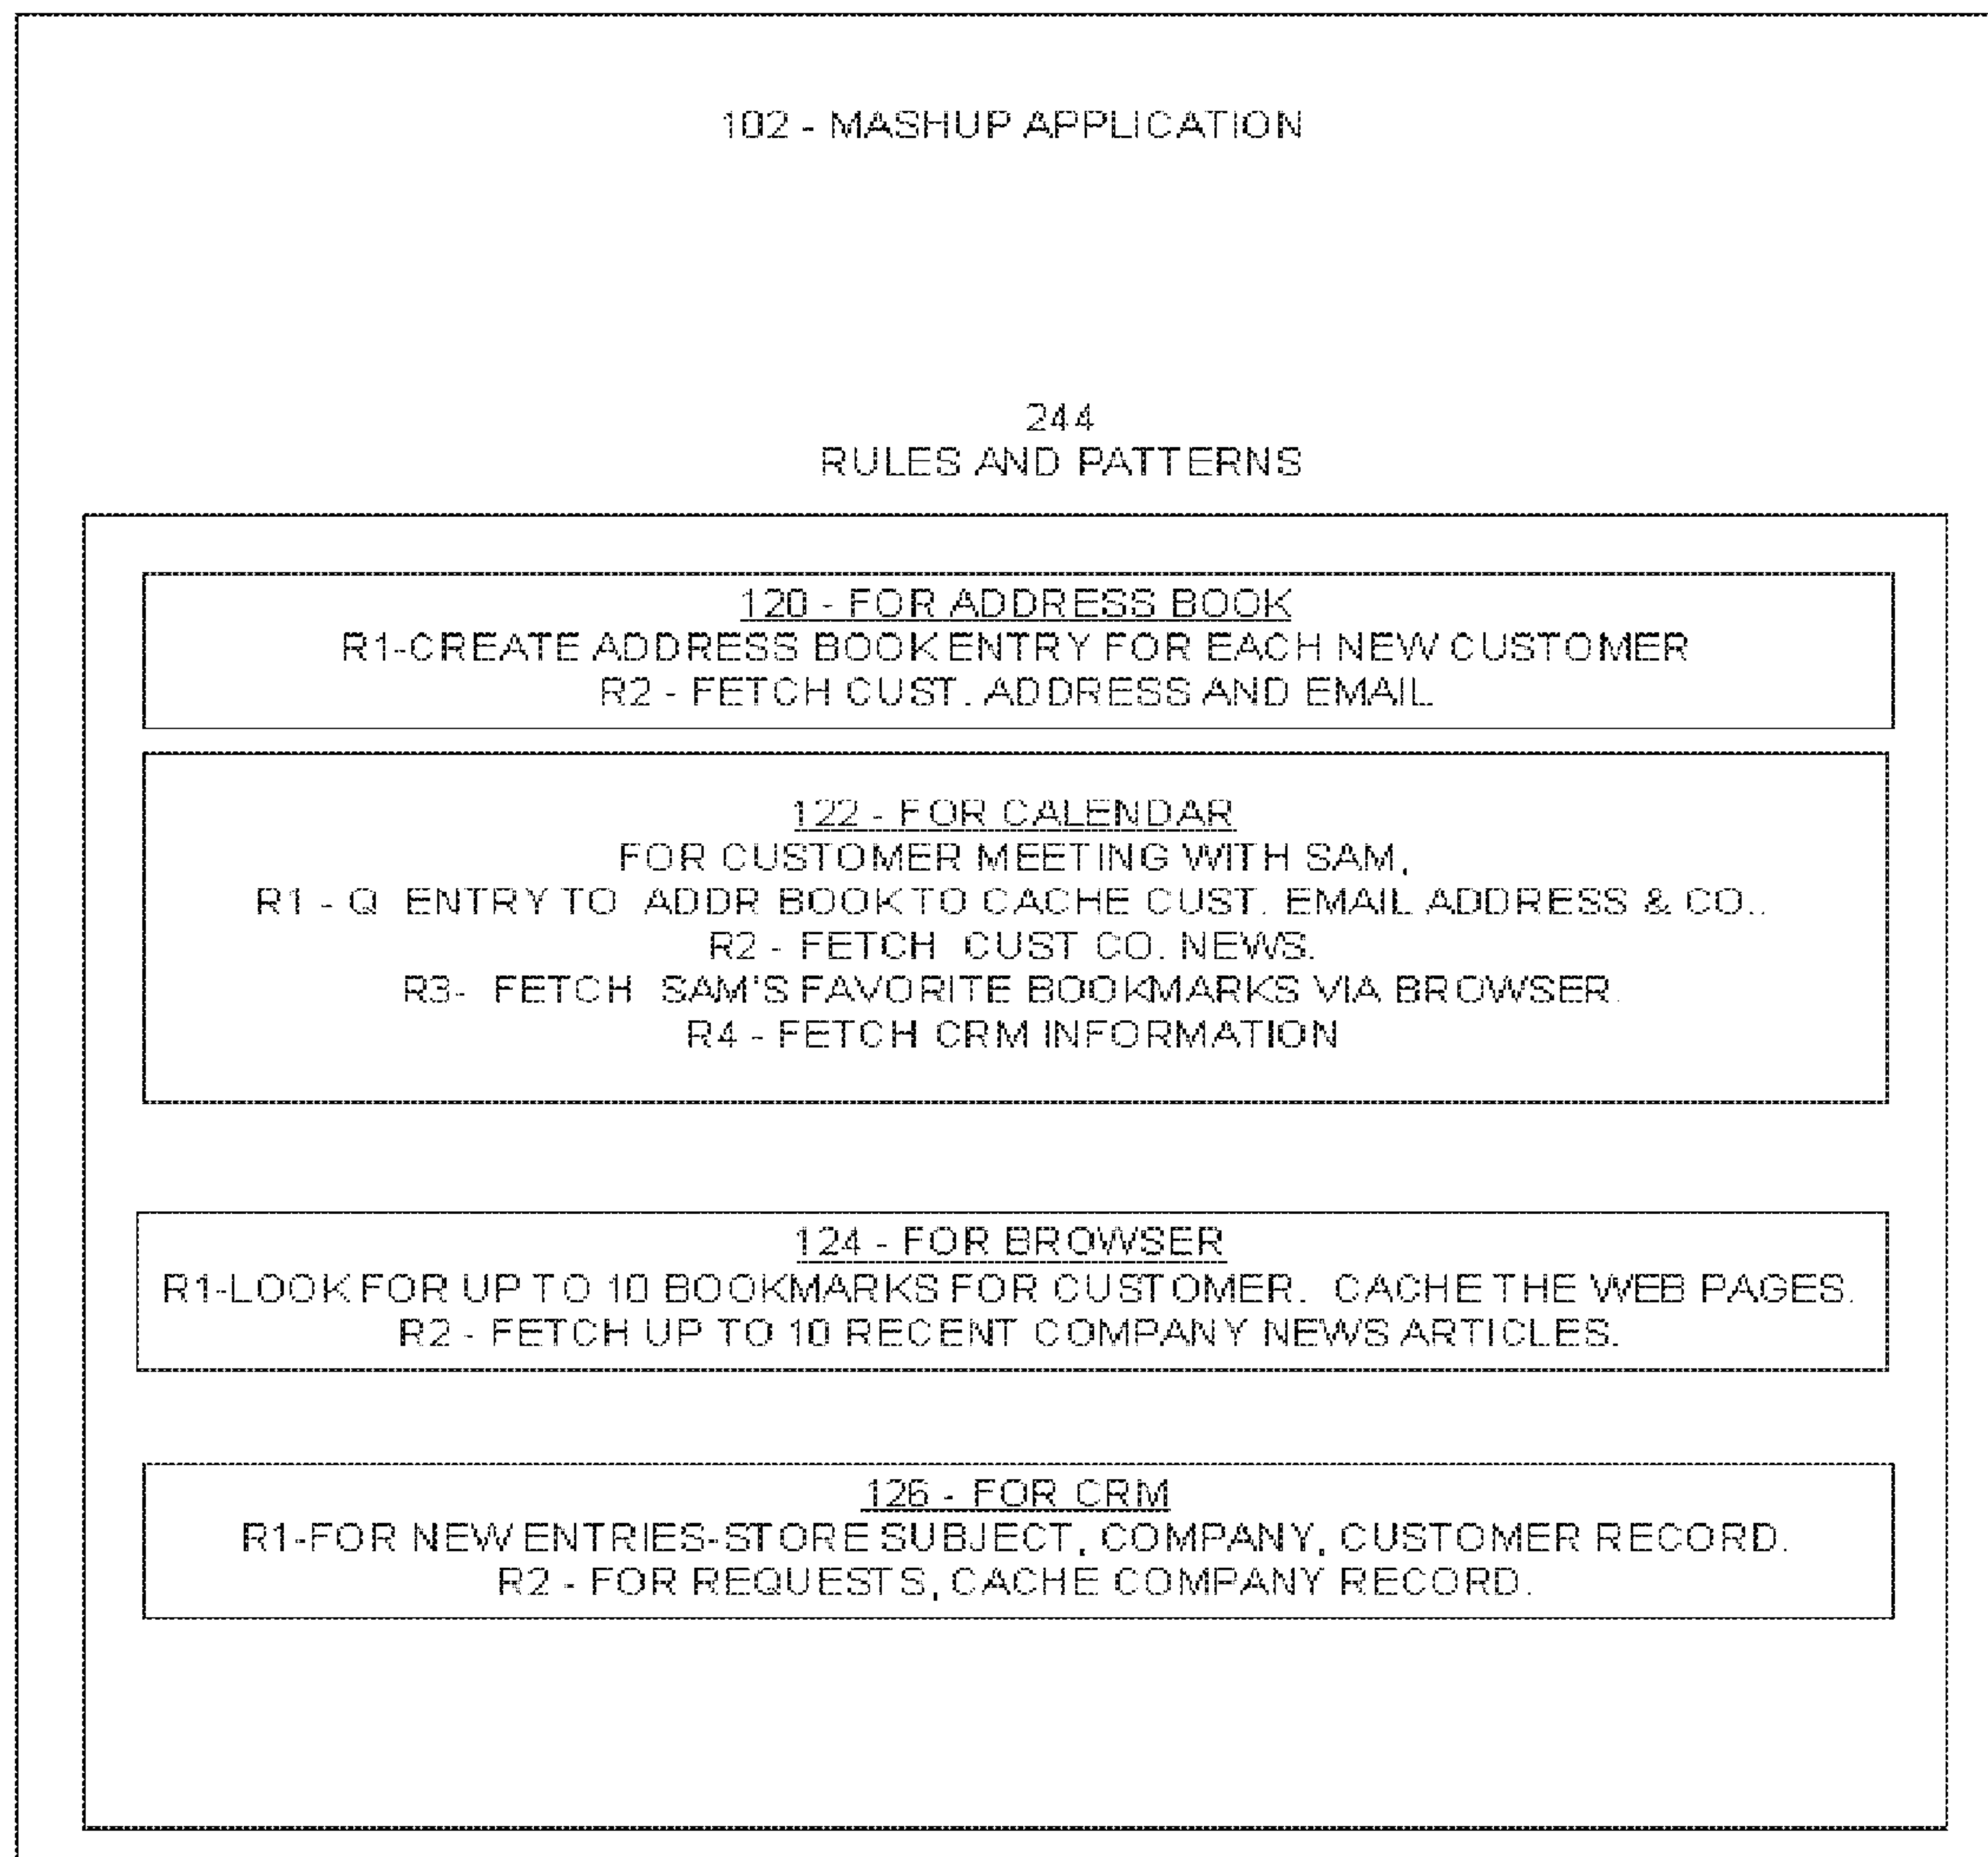 102 - MASHUP APPLICATION
244
RULES AND PATTERNS
120 - FOR ADDRESS BOOK
R1-CREATE ADDRESS BOOK ENTRY FOR EACH NEW CUSTOMER
R2 - FETCH CUST. ADDRESS AND EMAIL
122 - FOR CALENDAR
FOR CUSTOMER MEETING WITH SAM,
R1 - Q ENTRY TO ADDR BOOK TO CACHE CUST. EMAIL ADDRESS & CO..
R2 - FETCH CUST CO. NEWS.
R3- FETCH SAM'S FAVORITE BOOKMARKS VIA BROWSER.
R4 - FETCH CRM INFORMATION
124 - FOR BROWSER
R1-LOOK FOR UP TO 10 BOOKMARKS FOR CUSTOMER. CACHE THE WEB PAGES.
R2 - FETCH UP TO 10 RECENT COMPANY NEWS ARTICLES.
126 - FOR CRM
R1-FOR NEW ENTRIES-STORE SUBJECT, COMPANY, CUSTOMER RECORD.
R2 - FOR REQUESTS, CACHE COMPANY RECORD.